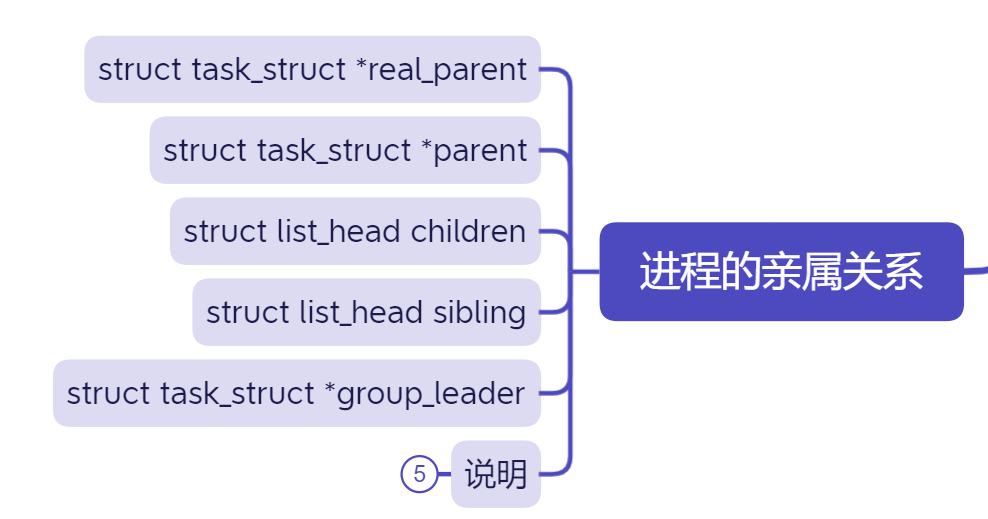 struct task_struct *real_parent
struct task_struct *parent
struct list_head children
struct list_head sibling
struct task_struct *group_leader
5 说明
进程的亲属关系